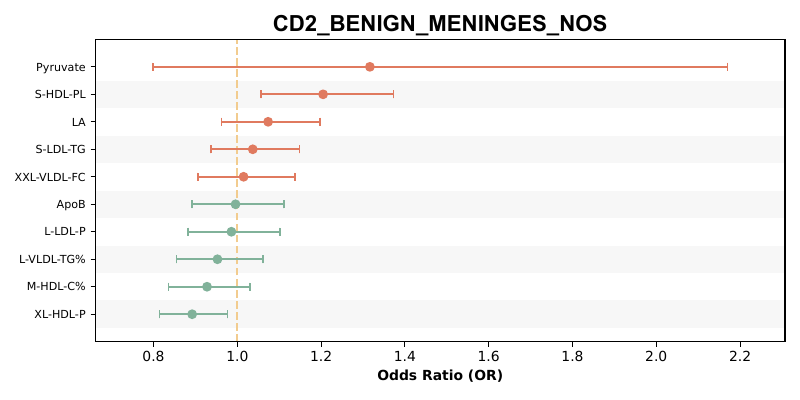 CD2_BENIGN_MENINGES_NOS
Pyruvate
S-HDL-PL
LA
S-LDL-TG
XXL-VLDL-FC
ApoB
L-LDL-P
L-VLDL-TG%
M-HDL-C%
XL-HDL-P
0.8 1.0 1.2 1.4 1.6 1.8 2.0 2.2
Odds Ratio (OR)